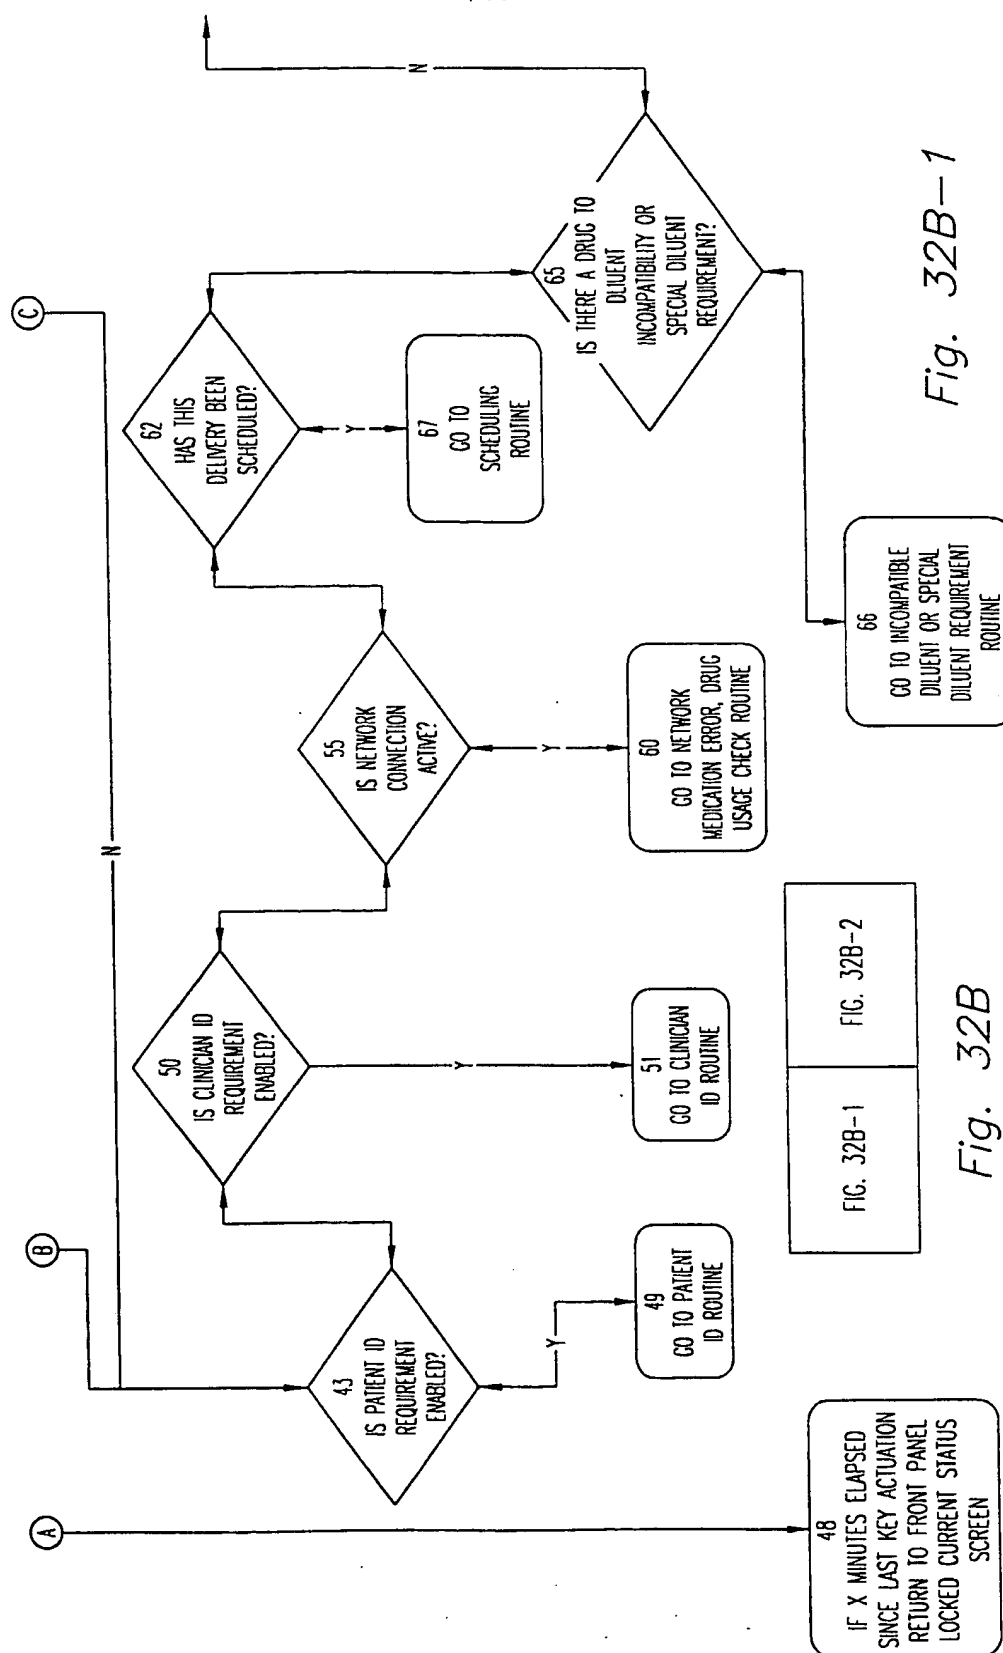 A
B
C
48
IF X MINUTES ELAPSED
SINCE LAST KEY ACTUATION
RETURN TO FRONT PANEL
LOCKED CURRENT STATUS
SCREEN
43
IS PATIENT ID
REQUIREMENT
ENABLED?
Y
49
GO TO PATIENT
ID ROUTINE
N
50
IS CLINICIAN ID
REQUIREMENT
ENABLED?
Y
51
GO TO CLINICIAN
ID ROUTINE
55
IS NETWORK
CONNECTION
ACTIVE?
Y
60
GO TO NETWORK
MEDICATION ERROR, DRUG
USAGE CHECK ROUTINE
62
HAS THIS
DELIVERY BEEN
SCHEDULED?
Y
67
GO TO
SCHEDULING
ROUTINE
65
IS THERE A DRUG TO
DLIUENT
INCOMPATIBILITY OR
SPECIAL DILUENT
REQUIREMENT?
N
66
GO TO INCOMPATIBLE
DILUENT OR SPECIAL
DILUENT REQUIREMENT
ROUTINE
FIG. 32B-1
FIG. 32B-2
Fig. 32B
Fig. 32B-1